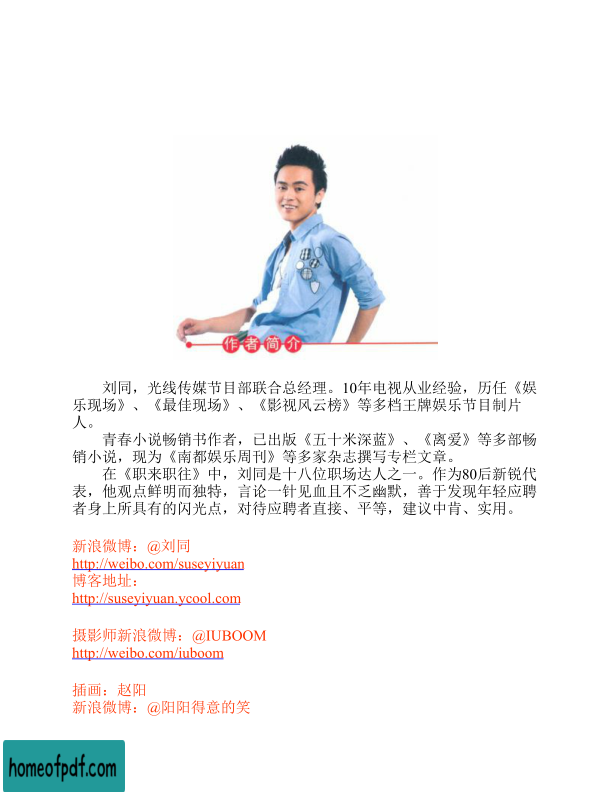 作者简介
刘同，光线传媒节目部联合总经理。10年电视从业经验，历任《娱
乐现场》、《最佳现场》、《影视风云榜》等多档王牌娱乐节目制片
人。
青春小说畅销书作者，已出版《五十米深蓝》、《离爱》等多部畅
销小说，现为《南都娱乐周刊》等多家杂志撰写专栏文章。
在《职来职往》中，刘同是十八位职场达人之一。作为80后新锐代
表，他观点鲜明而独特，言论一针见血且不乏幽默，善于发现年轻应聘
者身上所具有的闪光点，对待应聘者直接、平等，建议中肯、实用。
新浪微博：@刘同
http://weibo.com/suseyiyuan
博客地址：
http://suseyiyuan.ycool.com
摄影师新浪微博：@IUBOOM
http://weibo.com/iuboom
插画：赵阳
新浪微博：@阳阳得意的笑
homeofpdf.com